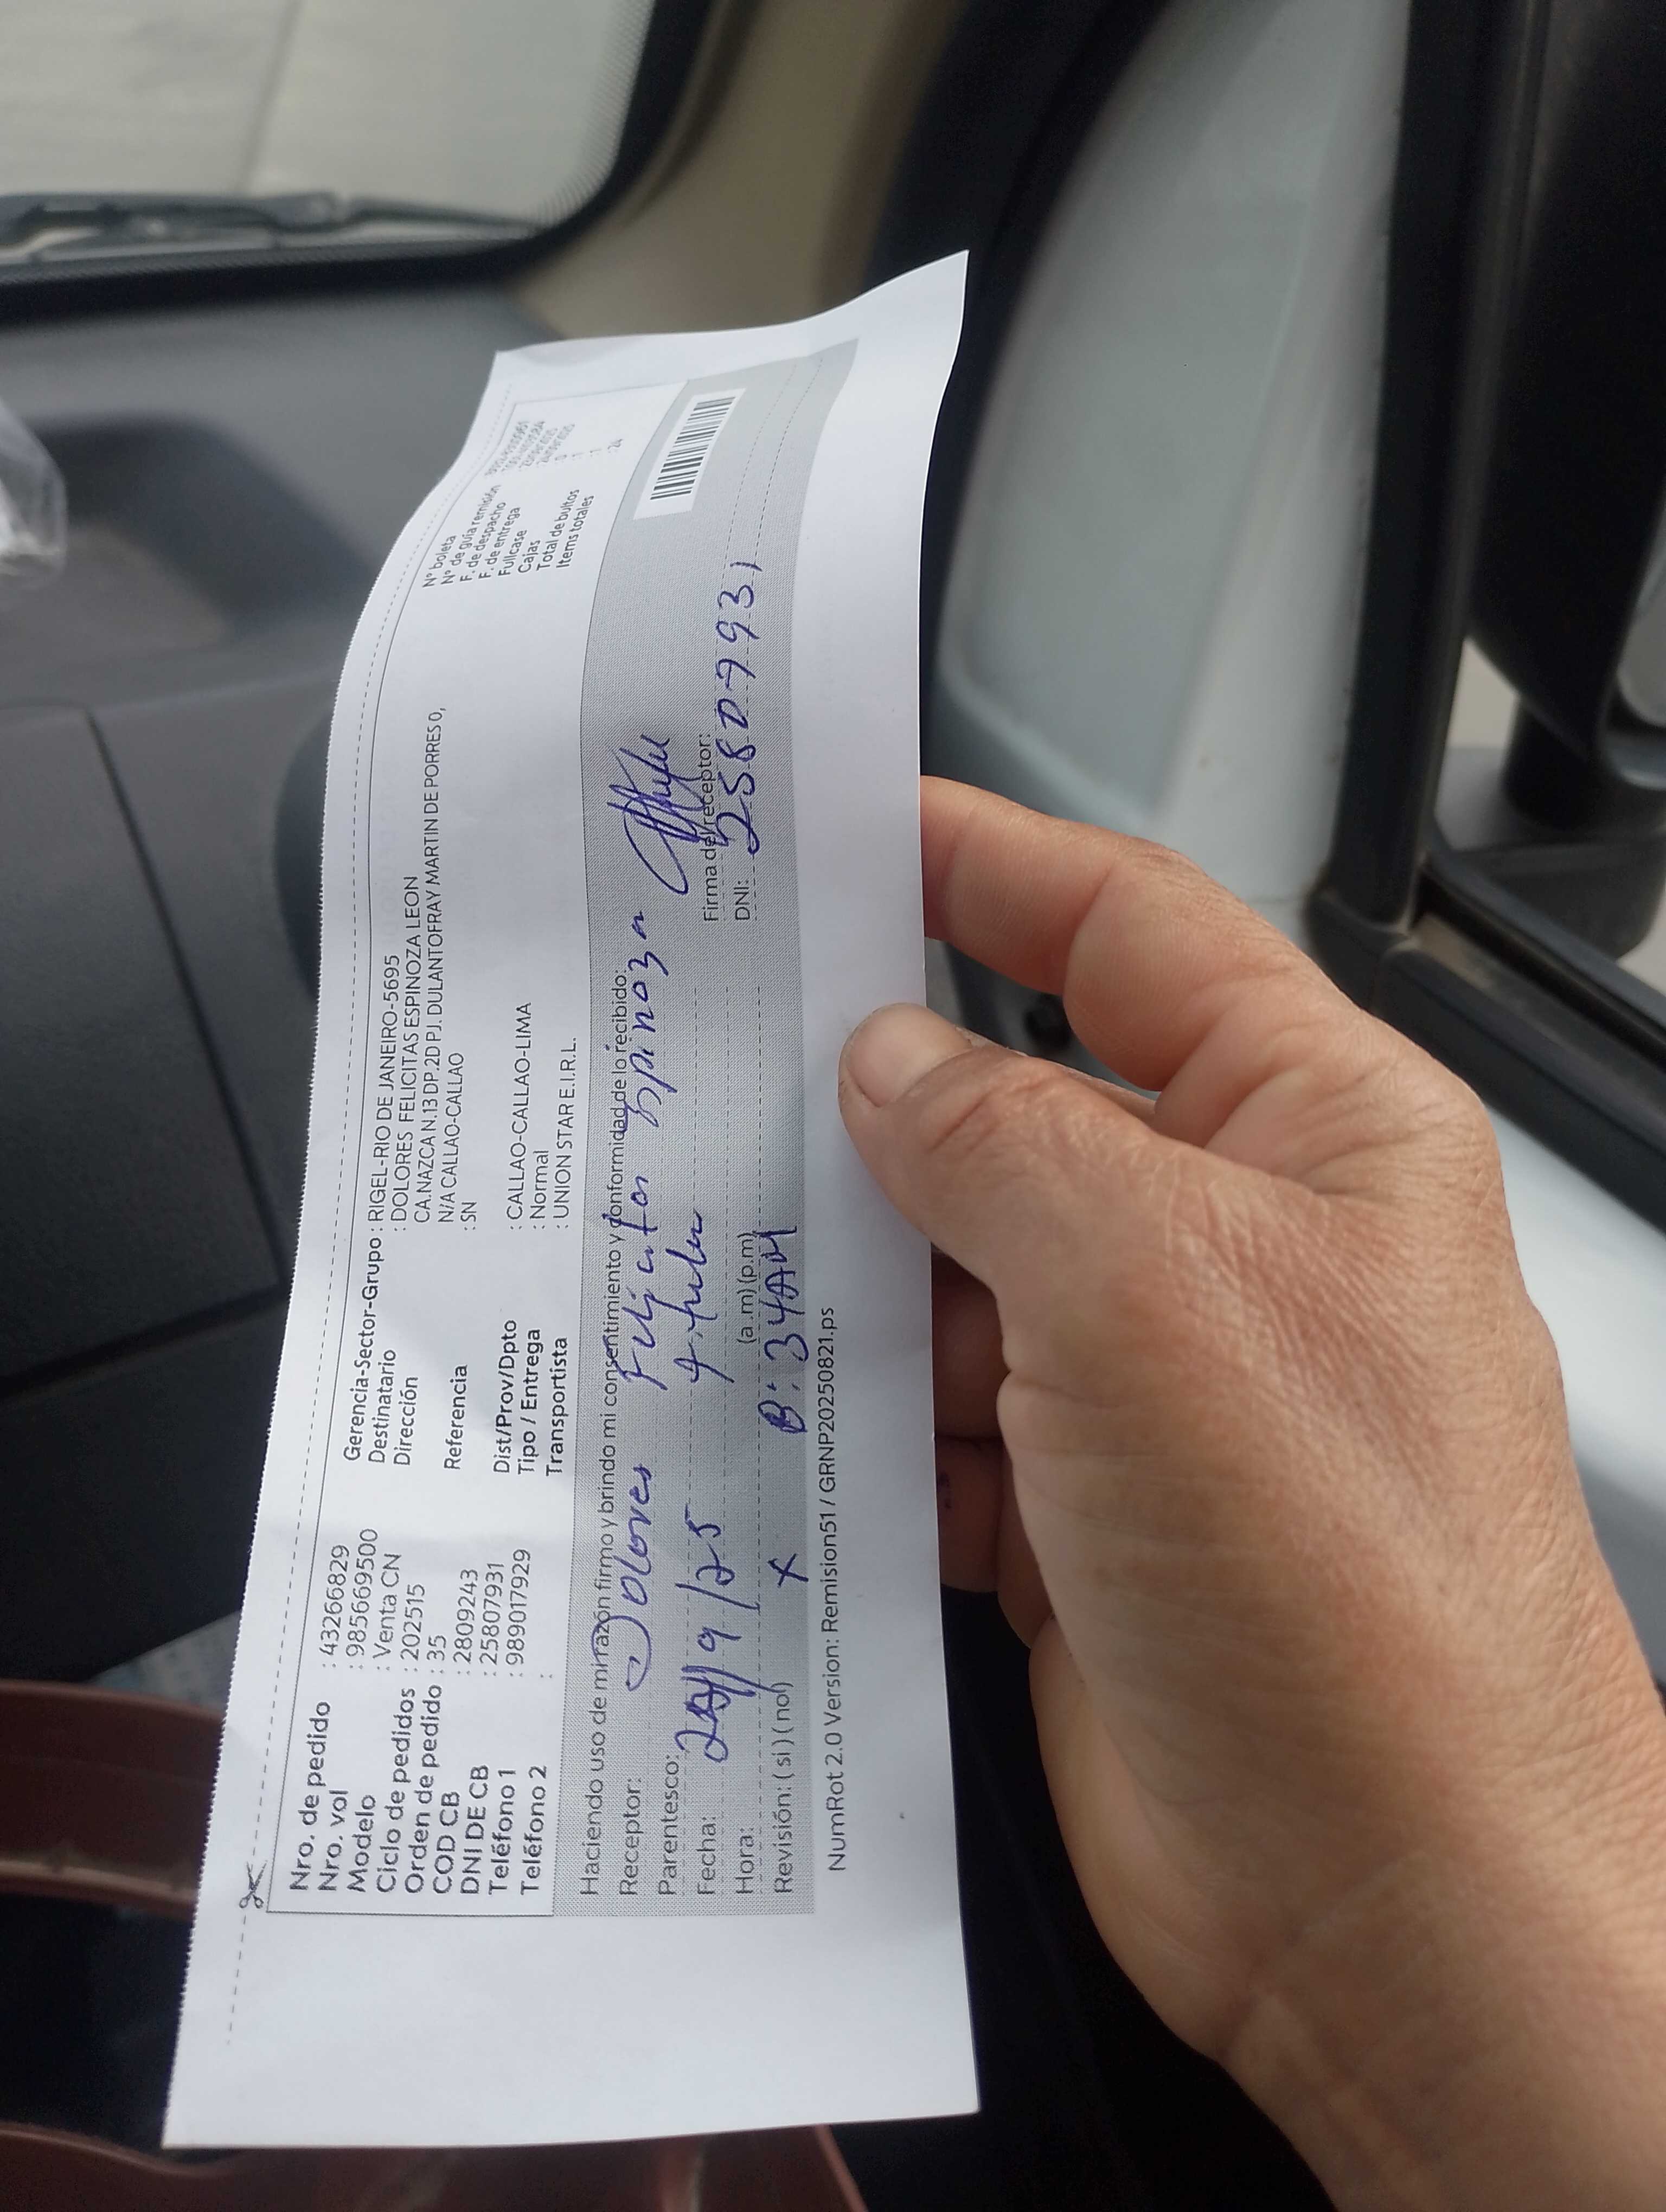 Nro. de pedido : 43266829
Nro. vol : 9856669500
Modelo : Venta CN
Ciclo de pedidos : 202515
Orden de pedido : 35
COD CB : 2809243
DNI DE CB : 25807931
Teléfono 1 : 989017929
Teléfono 2 :
Gerencia-Sector-Grupo : RIGEL-RIO DE JANEIRO-5695
Destinatario : DOLORES FELICITAS ESPINOZA LEON
Dirección CA.NAZCA N.13 DP.2D PJ. DULANTOFRAY MARTIN DE PORRES 0,
N/A CALLAO-CALLAO
Referencia : SN
Dist/Prov/Dpto : CALLAO-CALLAO-LIMA
Tipo / Entrega : Normal
Transportista : UNION STAR E.I.R.L.
N° boleta
N° de guía remisión
F. de despacho
F. de entrega
Fullcase
Cajas : 1
Total de bultos : 1
Items totales : 24
Haciendo uso de mi razón firmo y brindo mi consentimiento y conformidad de lo recibido:
Receptor: Dolores Espinoza
Parentesco:
Fecha: /9/25
Hora: (a.m) (p.m)
Revisión: ( si ) ( no ) X 8:34AM
Firma del receptor:
DNI: 25807931
NumRot 2.0 Version: Remision51 / GRNP20250821.ps